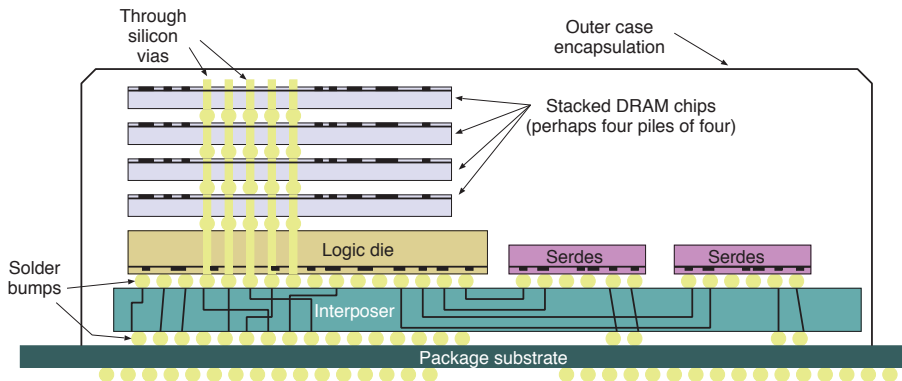 Through
silicon
vias
Outer case
encapsulation
Stacked DRAM chips
(perhaps four piles of four)
Logic die
Serdes
Serdes
Solder
bumps
Interposer
Package substrate